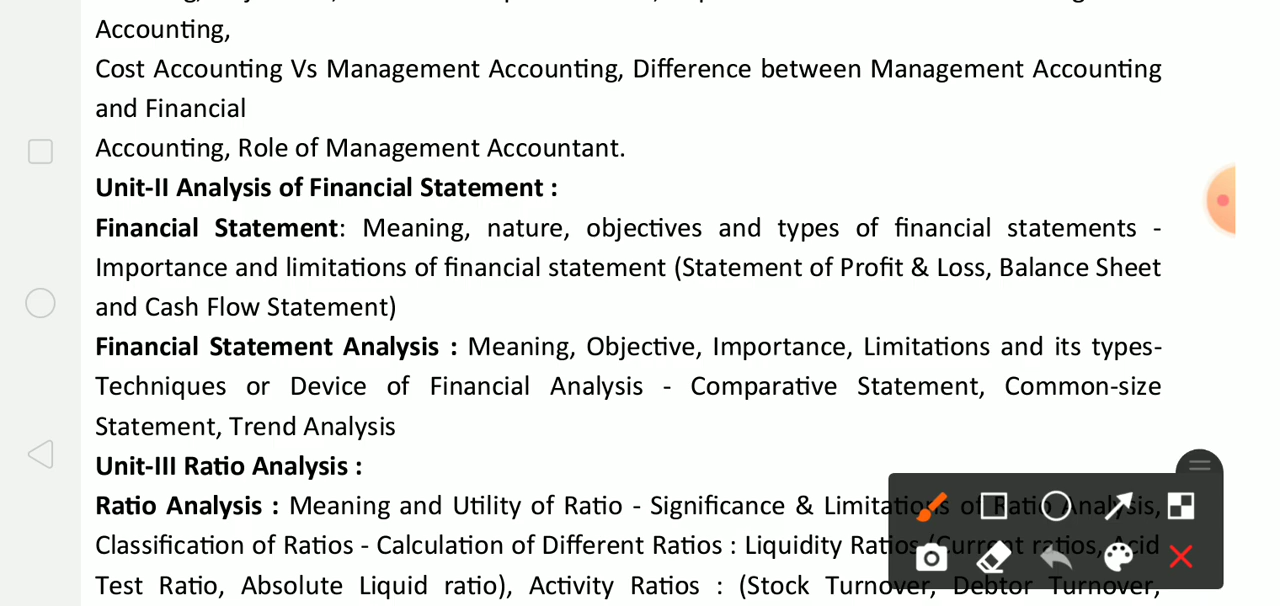 Accounting,
Cost Accounting Vs Management Accounting, Difference between Management Accounting
and Financial
Accounting, Role of Management Accountant.
Unit-II Analysis of Financial Statement :
Financial Statement: Meaning, nature, objectives and types of financial statements -
Importance and limitations of financial statement (Statement of Profit & Loss, Balance Sheet
and Cash Flow Statement)
Financial Statement Analysis : Meaning, Objective, Importance, Limitations and its types-
Techniques or Device of Financial Analysis - Comparative Statement, Common-size
Statement, Trend Analysis
Unit-III Ratio Analysis :
Ratio Analysis : Meaning and Utility of Ratio - Significance & Limitations of Ratio Analysis,
Classification of Ratios - Calculation of Different Ratios : Liquidity Ratios (Current ratios, Acid
Test Ratio, Absolute Liquid ratio), Activity Ratios : (Stock Turnover, Debtor Turnover,